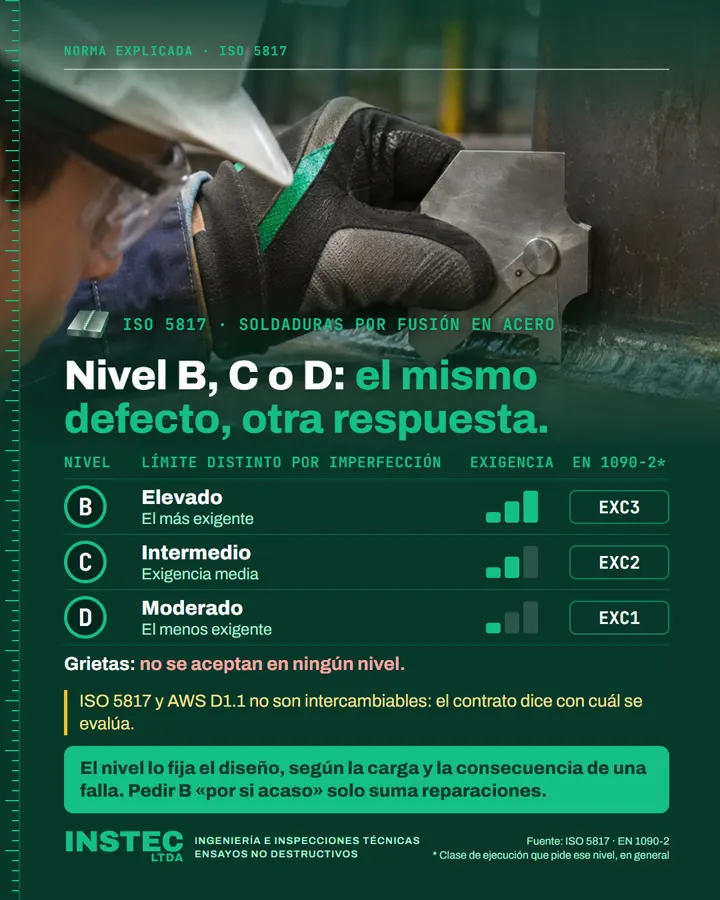 NORMA EXPLICADA · ISO 5817
ISO 5817 · SOLDADURAS POR FUSIÓN EN ACERO
Nivel B, C o D: el mismo
defecto, otra respuesta.
NIVEL LÍMITE DISTINTO POR IMPERFECCIÓN EXIGENCIA EN 1090-2*
B Elevado EXC3
El más exigente
C Intermedio EXC2
Exigencia media
D Moderado EXC1
El menos exigente
Grietas: no se aceptan en ningún nivel.
ISO 5817 y AWS D1.1 no son intercambiables: el contrato dice con cuál se
evalúa.
El nivel lo fija el diseño, según la carga y la consecuencia de una
falla. Pedir B «por si acaso» solo suma reparaciones.
INSTEC LTDA
INGENIERÍA E INSPECCIONES TÉCNICAS
ENSAYOS NO DESTRUCTIVOS
Fuente: ISO 5817 · EN 1090-2
* Clase de ejecución que pide ese nivel, en general